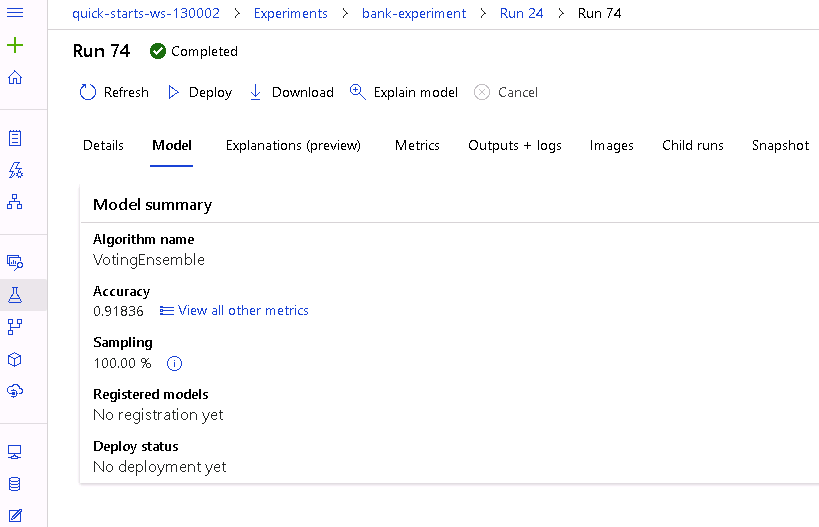 quick-starts-ws-130002 > Experiments > bank-experiment > Run 24 > Run 74
Run 74 Completed
Refresh Deploy Download Explain model Cancel
Details Model Explanations (preview) Metrics Outputs + logs Images Child runs Snapshot
Model summary
Algorithm name
VotingEnsemble
Accuracy
0.91836 View all other metrics
Sampling
100.00 %
Registered models
No registration yet
Deploy status
No deployment yet